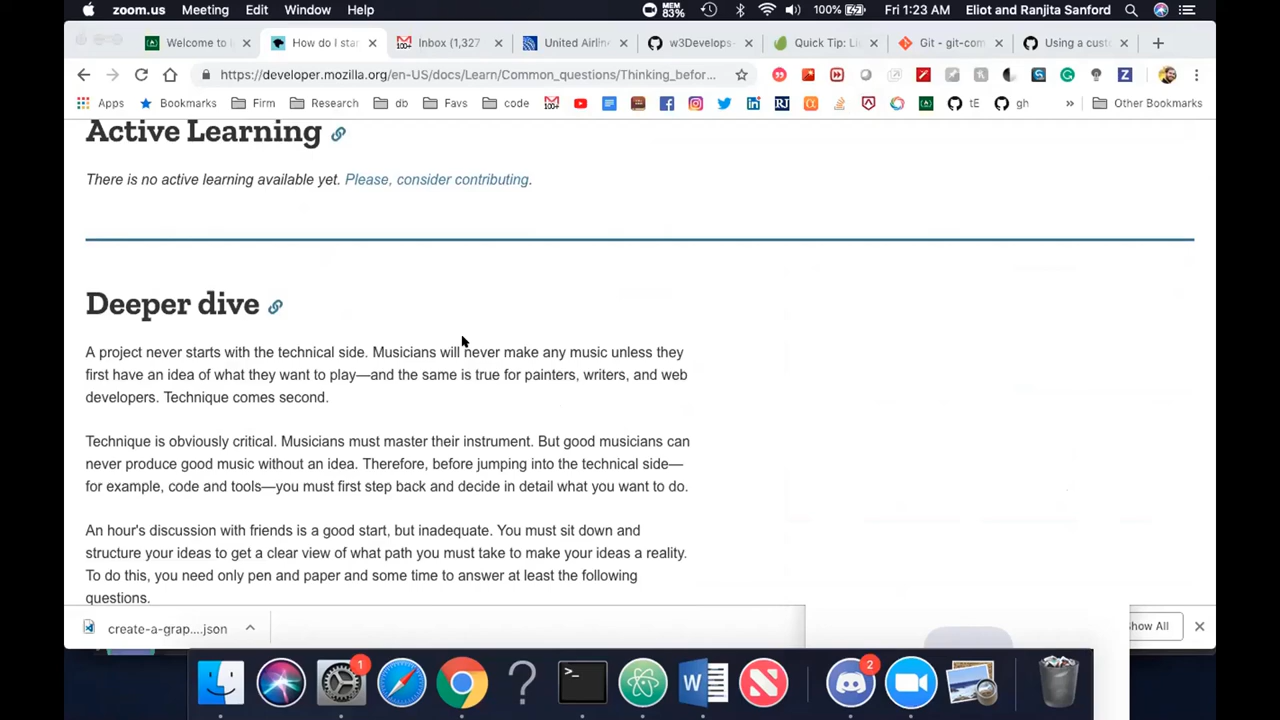 zoom.us Meeting Edit Window Help MEM 83% 100% Fri 1:23 AM Eliot and Ranjita Sanford
Welcome to How do I star Inbox (1,327 United Airlin w3Develops- Quick Tip: Li Git - git-com Using a cust
https://developer.mozilla.org/en-US/docs/Learn/Common_questions/Thinking_befor...
Apps Bookmarks Firm Research db Favs code tE gh » Other Bookmarks
Active Learning
There is no active learning available yet. Please, consider contributing.
Deeper dive
A project never starts with the technical side. Musicians will never make any music unless they
first have an idea of what they want to play—and the same is true for painters, writers, and web
developers. Technique comes second.
Technique is obviously critical. Musicians must master their instrument. But good musicians can
never produce good music without an idea. Therefore, before jumping into the technical side—
for example, code and tools—you must first step back and decide in detail what you want to do.
An hour's discussion with friends is a good start, but inadequate. You must sit down and
structure your ideas to get a clear view of what path you must take to make your ideas a reality.
To do this, you need only pen and paper and some time to answer at least the following
questions.
create-a-grap....json
Show All
1
2